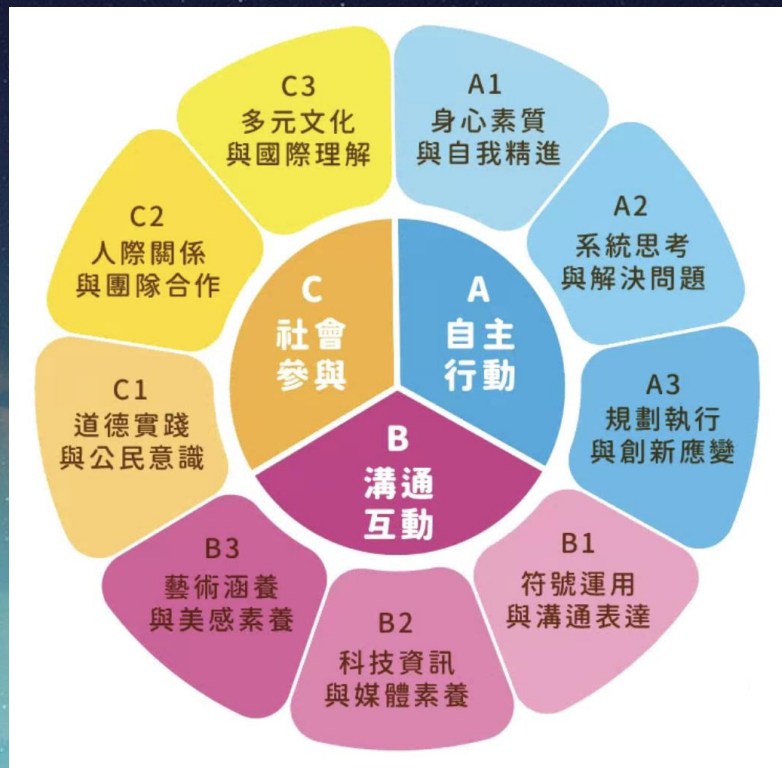 C3
多元文化
與國際理解
A1
身心素質
與自我精進
A2
系統思考
與解決問題
A3
規劃執行
與創新應變
B1
符號運用
與溝通表達
B2
科技資訊
與媒體素養
B3
藝術涵養
與美感素養
C1
道德實踐
與公民意識
C2
人際關係
與團隊合作
C
社會
參與
A
自主
行動
B
溝通
互動